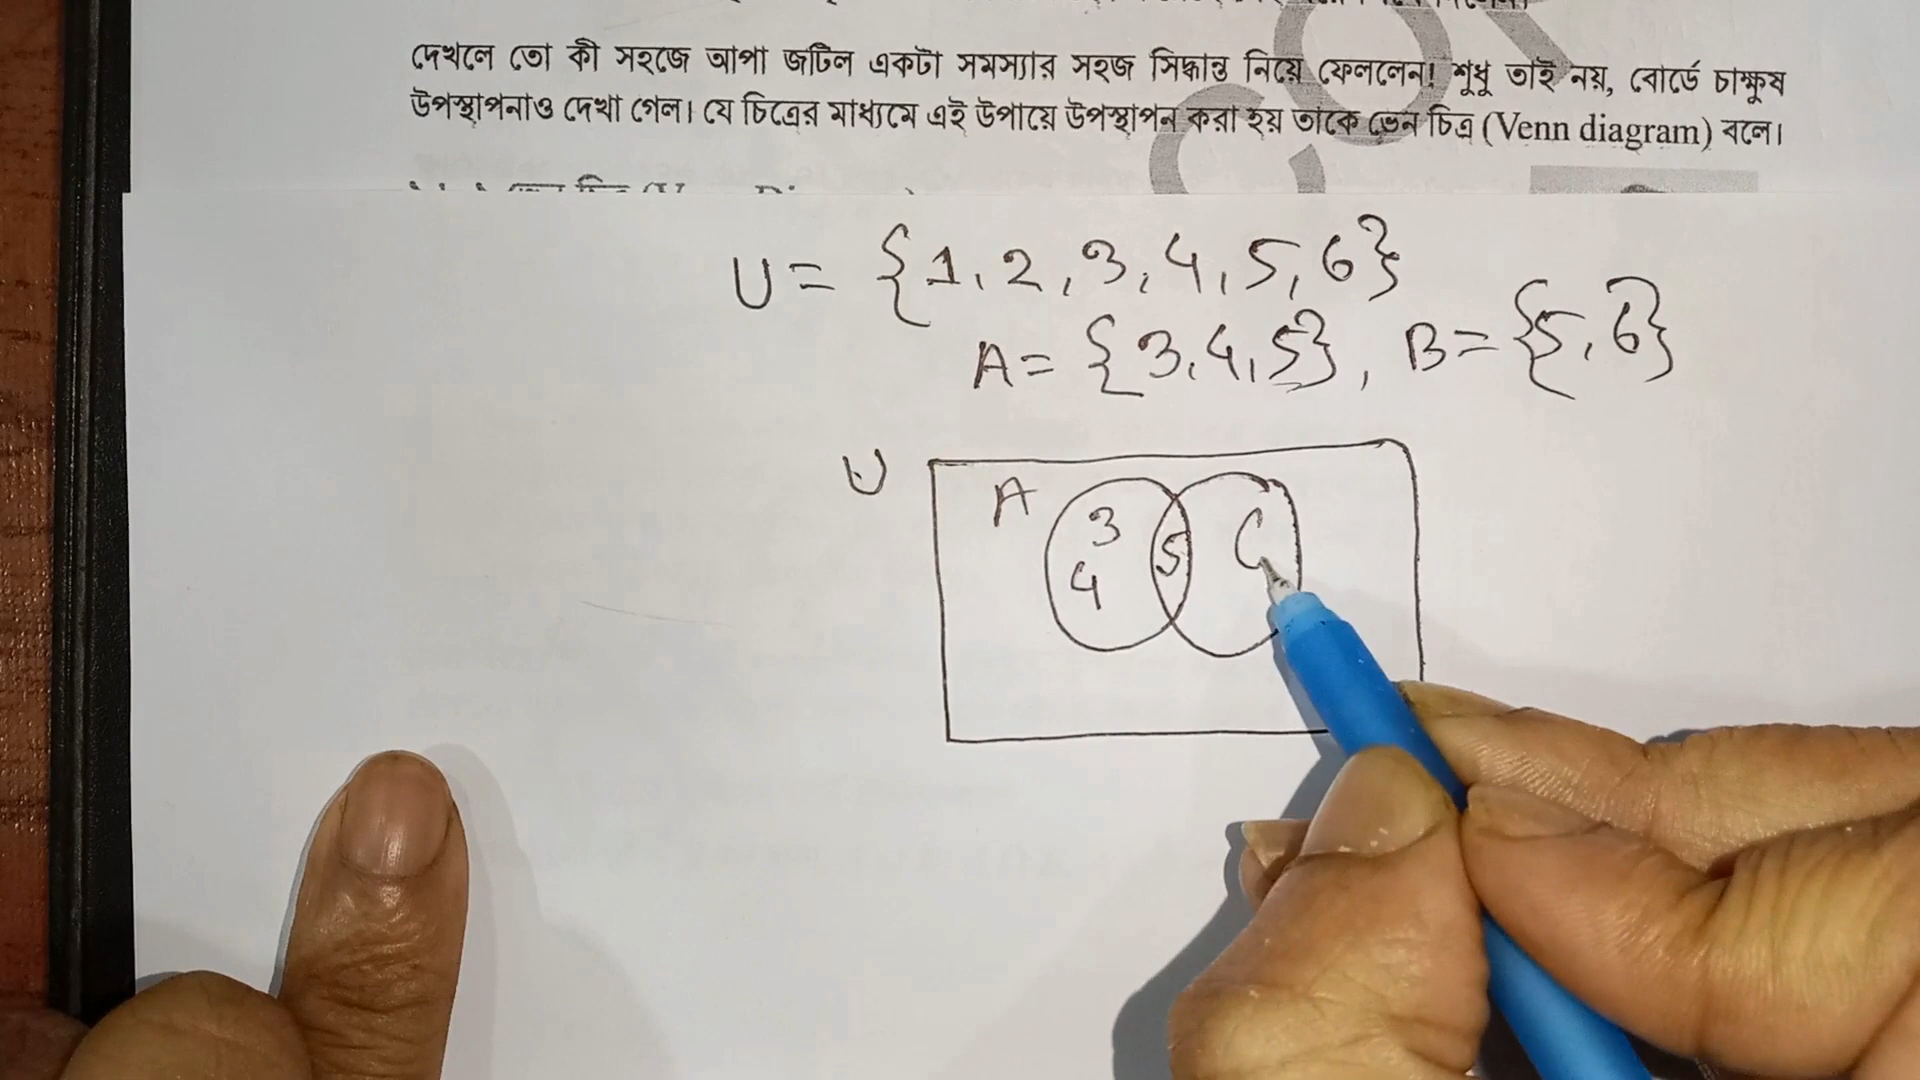 দেখলে তো কী সহজে আপা জটিল একটা সমস্যার সহজ সিদ্ধান্ত নিয়ে ফেললেন! শুধু তাই নয়, বোর্ডে চাক্ষুষ
উপস্থাপনাও দেখা গেল। যে চিত্রের মাধ্যমে এই উপায়ে উপস্থাপন করা হয় তাকে ভেন চিত্র (Venn diagram) বলে।
U = {1, 2, 3, 4, 5, 6}
A = {3, 4, 5}, B = {5, 6}
U
A
3
4
5